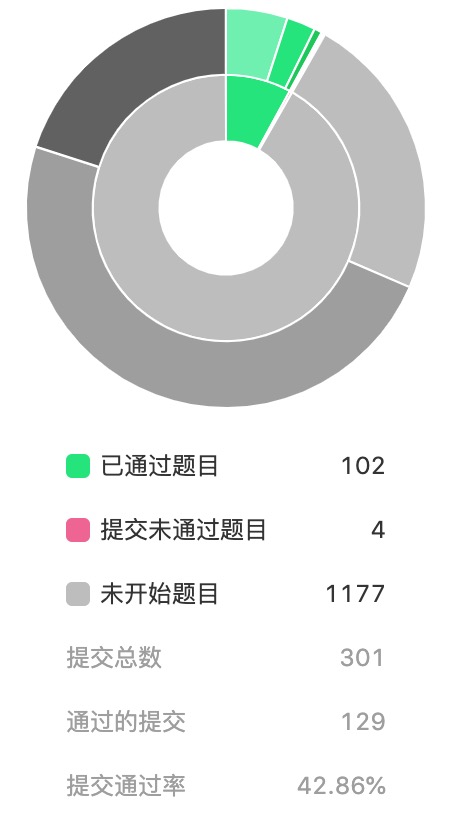 已通过题目 102
提交未通过题目 4
未开始题目 1177
提交总数 301
通过的提交 129
提交通过率 42.86%